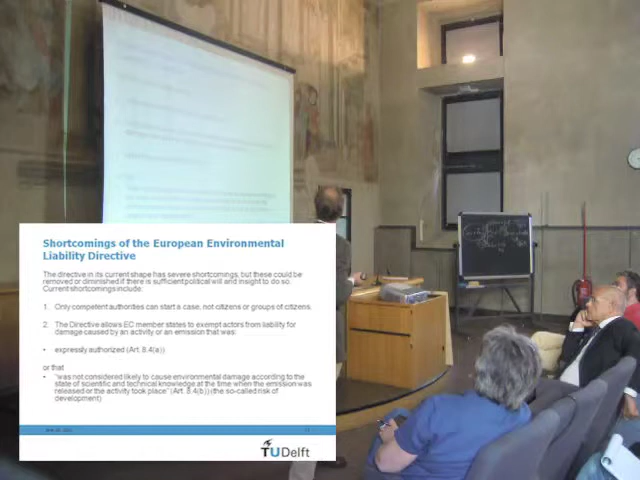 Shortcomings of the European Environmental
Liability Directive
The directive in its current shape has severe shortcomings, but these could be
removed or diminished if there is sufficient political will and insight to do so.
Current shortcomings include:
1. Only competent authorities can start a case, not citizens or groups of citizens.
2. The Directive allows EC member states to exempt actors from liability for
damage caused by an activity or an emission that was:
• expressly authorized (Art. 8.4(a))
or that
• "was not considered likely to cause environmental damage according to the
state of scientific and technical knowledge at the time when the emission was
released or the activity took place" (Art. 8.4(b)) (the so-called risk of
development)
TU Delft